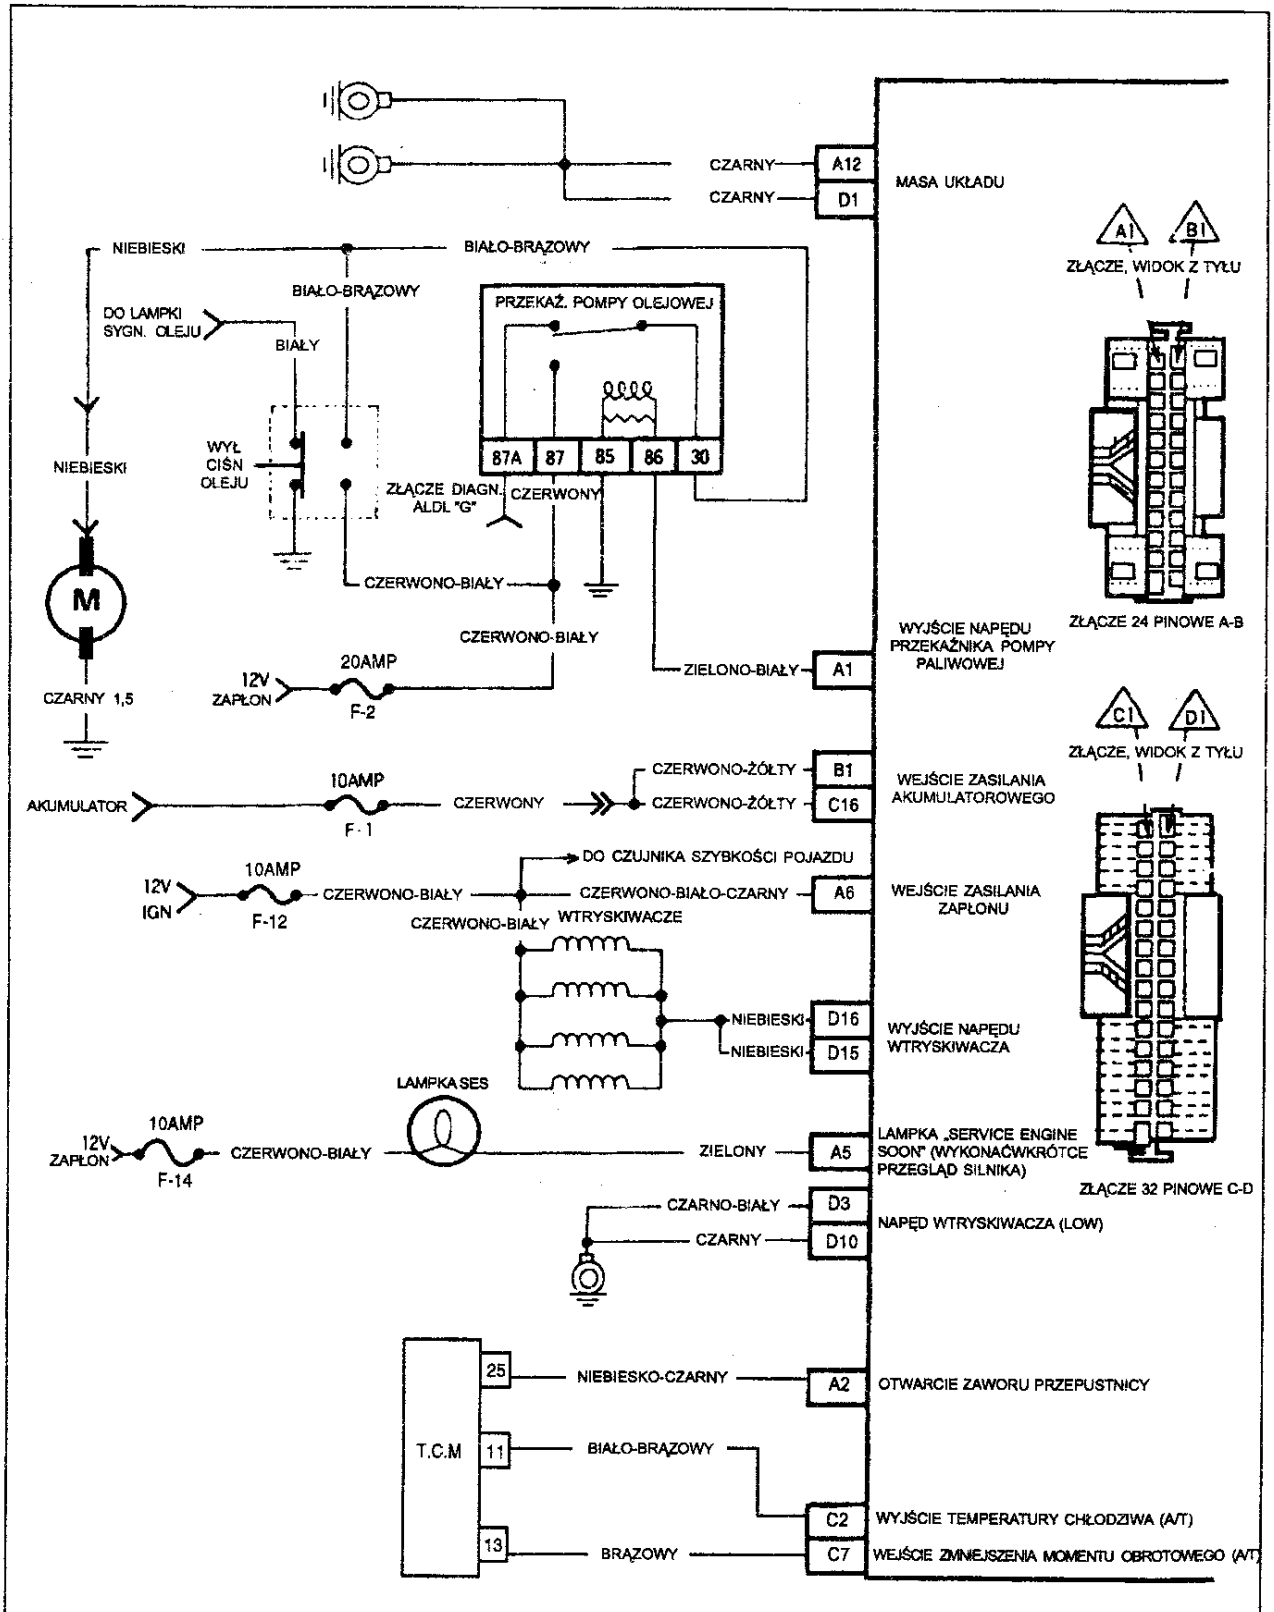 CZARNY
A12
CZARNY
D1
MASA UKŁADU
A1
B1
ZŁĄCZE, WIDOK Z TYŁU
NIEBIESKI
BIAŁO-BRĄZOWY
BIAŁO-BRĄZOWY
DO LAMPKI
SYGN. OLEJU
BIAŁY
PRZEKAŹ. POMPY OLEJOWEJ
87A
87
85
86
30
WYŁ
CIŚN
OLEJU
NIEBIESKI
ZŁĄCZE DIAGN.
ALDL "G"
CZERWONY
CZERWONO-BIAŁY
M
CZERWONO-BIAŁY
ZŁĄCZE 24 PINOWE A-B
WYJŚCIE NAPĘDU
PRZEKAŹNIKA POMPY
PALIWOWEJ
20AMP
12V
ZAPŁON
F-2
ZIELONO-BIAŁY
A1
CZARNY 1,5
C1
D1
ZŁĄCZE, WIDOK Z TYŁU
CZERWONO-ŻÓŁTY
B1
10AMP
AKUMULATOR
F-1
CZERWONY
CZERWONO-ŻÓŁTY
C16
WEJŚCIE ZASILANIA
AKUMULATOROWEGO
DO CZUJNIKA SZYBKOŚCI POJAZDU
10AMP
12V
IGN
F-12
CZERWONO-BIAŁY
CZERWONO-BIAŁO-CZARNY
A6
WEJŚCIE ZASILANIA
ZAPŁONU
CZERWONO-BIAŁY
WTRYSKIWACZE
NIEBIESKI
D16
NIEBIESKI
D15
WYJŚCIE NAPĘDU
WTRYSKIWACZA
LAMPKA SES
10AMP
12V
ZAPŁON
F-14
CZERWONO-BIAŁY
ZIELONY
A5
LAMPKA „SERVICE ENGINE
SOON" (WYKONAĆWKRÓTCE
PRZEGLĄD SILNIKA)
ZŁĄCZE 32 PINOWE C-D
CZARNO-BIAŁY
D3
CZARNY
D10
NAPĘD WTRYSKIWACZA (LOW)
T.C.M
25
NIEBIESKO-CZARNY
A2
OTWARCIE ZAWORU PRZEPUSTNICY
11
BIAŁO-BRĄZOWY
C2
WYJŚCIE TEMPERATURY CHŁODZIWA (A/T)
13
BRĄZOWY
C7
WEJŚCIE ZMNIEJSZENIA MOMENTU OBROTOWEGO (A/T)